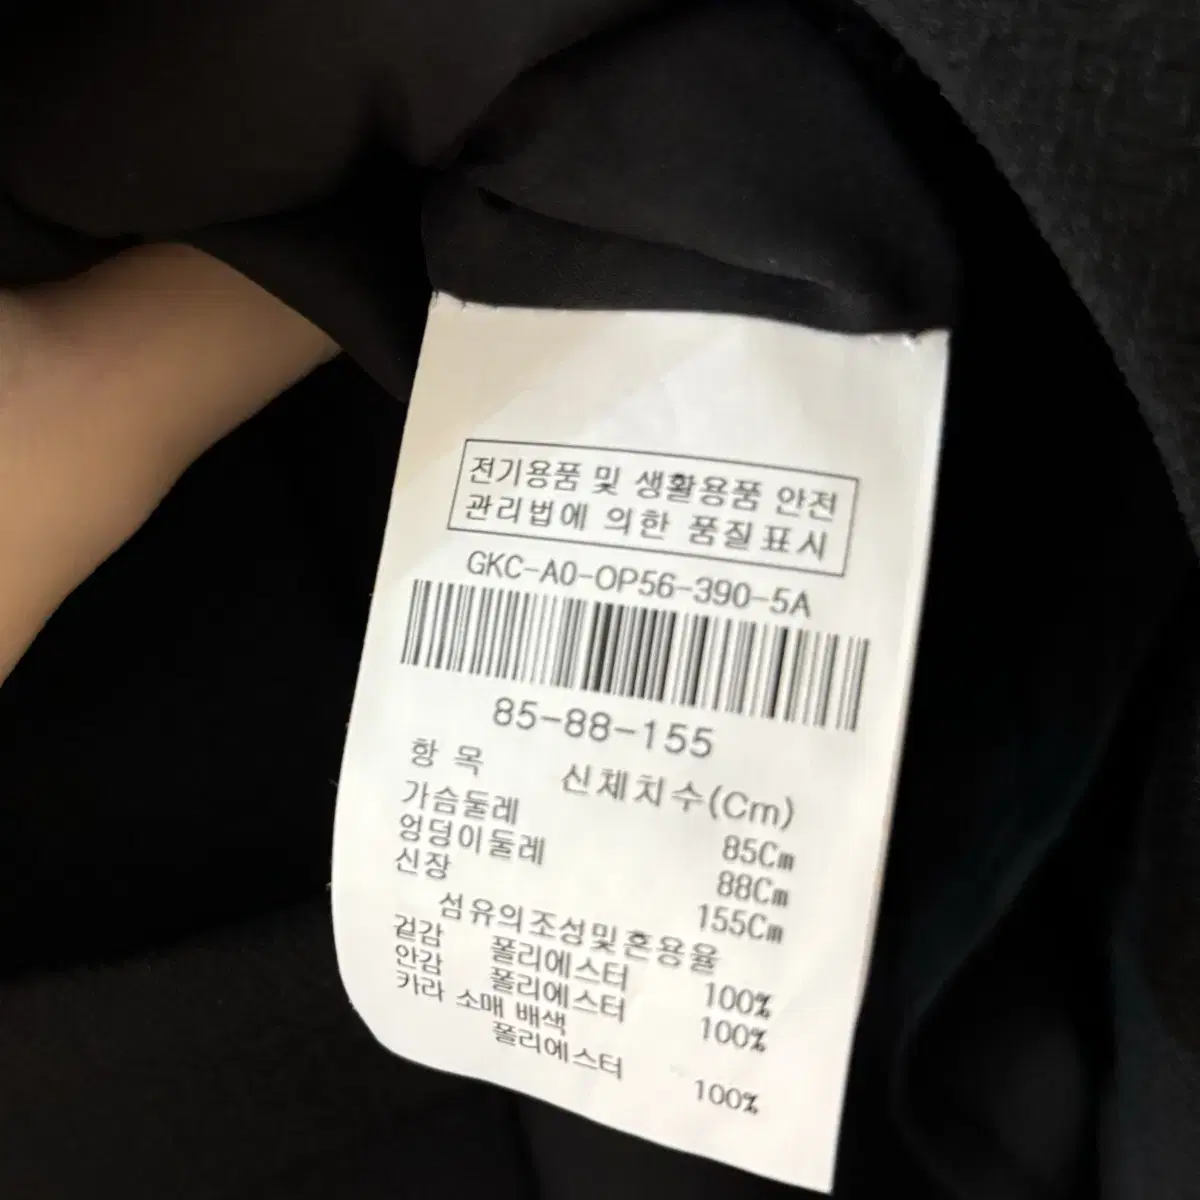 전기용품 및 생활용품 안전
관리법에 의한 품질표시
GKC-A0-OP56-390-5A
85-88-155
항 목 신체치수(Cm)
가슴둘레 85Cm
엉덩이둘레 88Cm
신장 155Cm
섬유의조성및혼용율
겉감 폴리에스터 100%
안감 폴리에스터 100%
카라 소매 배색
폴리에스터 100%